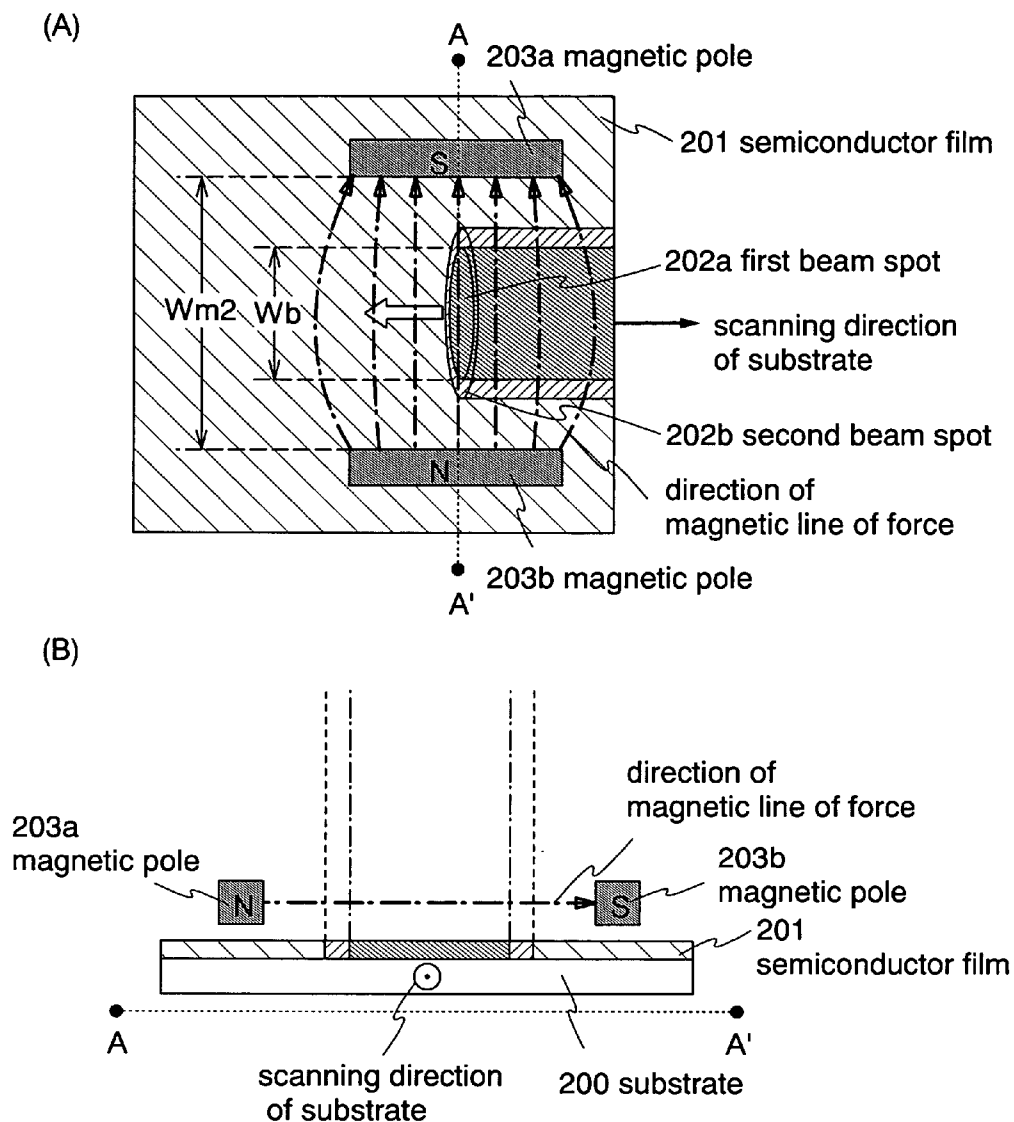 (A)
A
203a magnetic pole
S
201 semiconductor film
202a first beam spot
Wm2
Wb
scanning direction
of substrate
202b second beam spot
N
direction of
magnetic line of force
203b magnetic pole
A'
(B)
direction of
magnetic line of force
203a
magnetic pole
203b
magnetic pole
N
S
201
semiconductor film
A
A'
scanning direction
of substrate
200 substrate